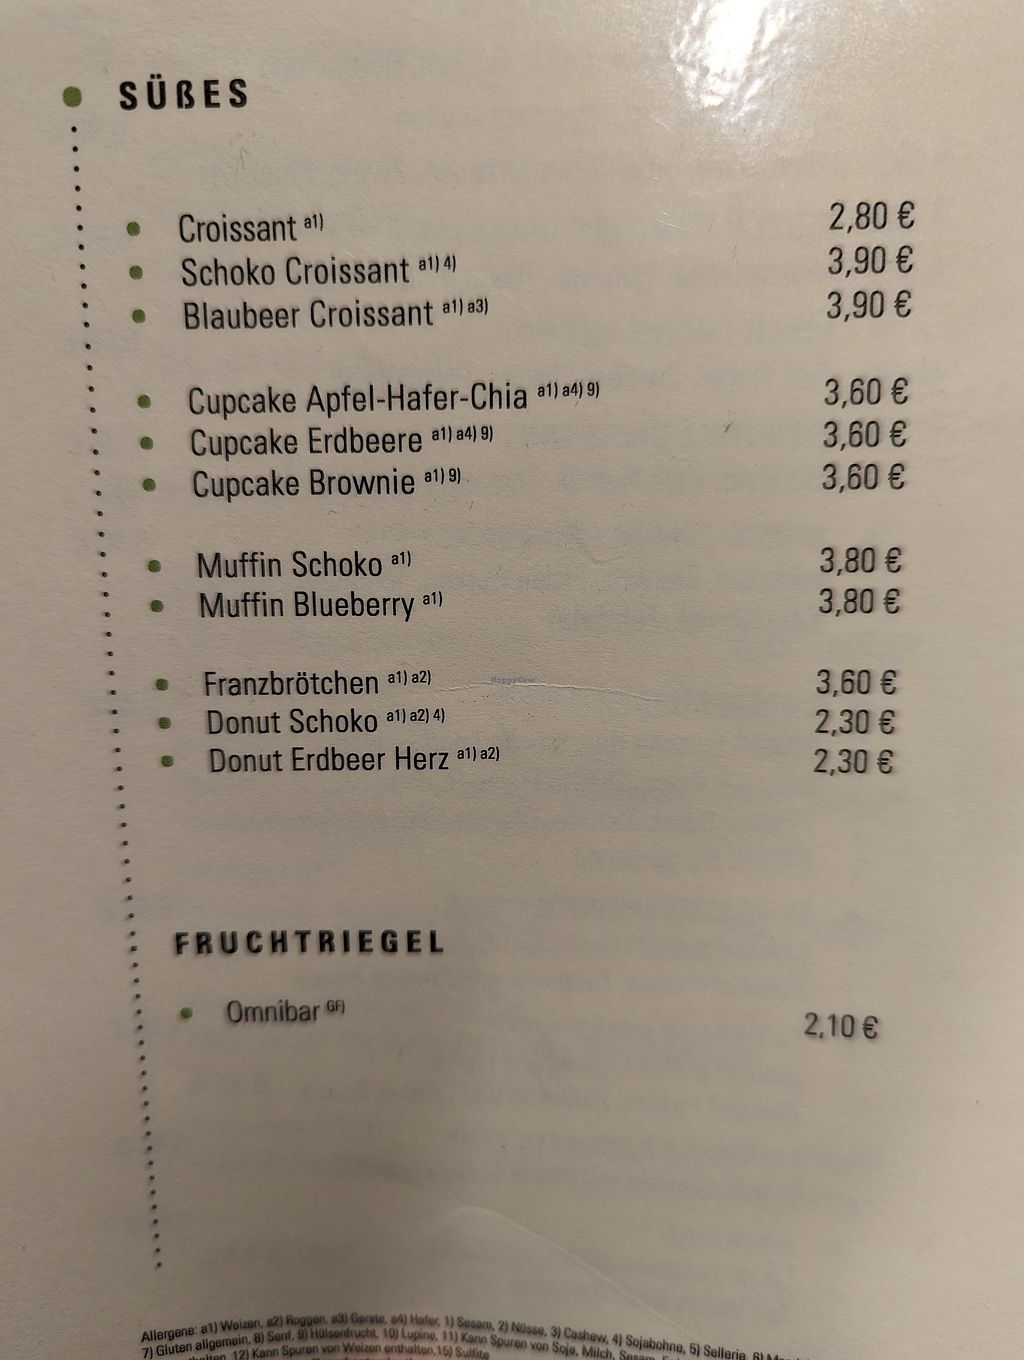 SÜßES
Croissant a1) 2,80 €
Schoko Croissant a1) 4) 3,90 €
Blaubeer Croissant a1) a3) 3,90 €
Cupcake Apfel-Hafer-Chia a1) a4) 9) 3,60 €
Cupcake Erdbeere a1) a4) 9) 3,60 €
Cupcake Brownie a1) 9) 3,60 €
Muffin Schoko a1) 3,80 €
Muffin Blueberry a1) 3,80 €
Franzbrötchen a1) a2) 3,60 €
HappyCow
Donut Schoko a1) a2) 4) 2,30 €
Donut Erdbeer Herz a1) a2) 2,30 €
FRUCHTRIEGEL
Omnibar GF) 2,10 €
Allergene: a1) Weizen, a2) Roggen, a3) Gerste, a4) Hafer, 1) Sesam, 2) Nüsse, 3) Cashew, 4) Sojabohne, 5) Sellerie, 6)
7) Gluten allgemein, 8) Senf, 9) Hülsenfrucht, 10) Lupine, 11) Kann Spuren von Soja, Milch, Sesam,
12) Kann Spuren von Weizen enthalten, 15) Sulfite